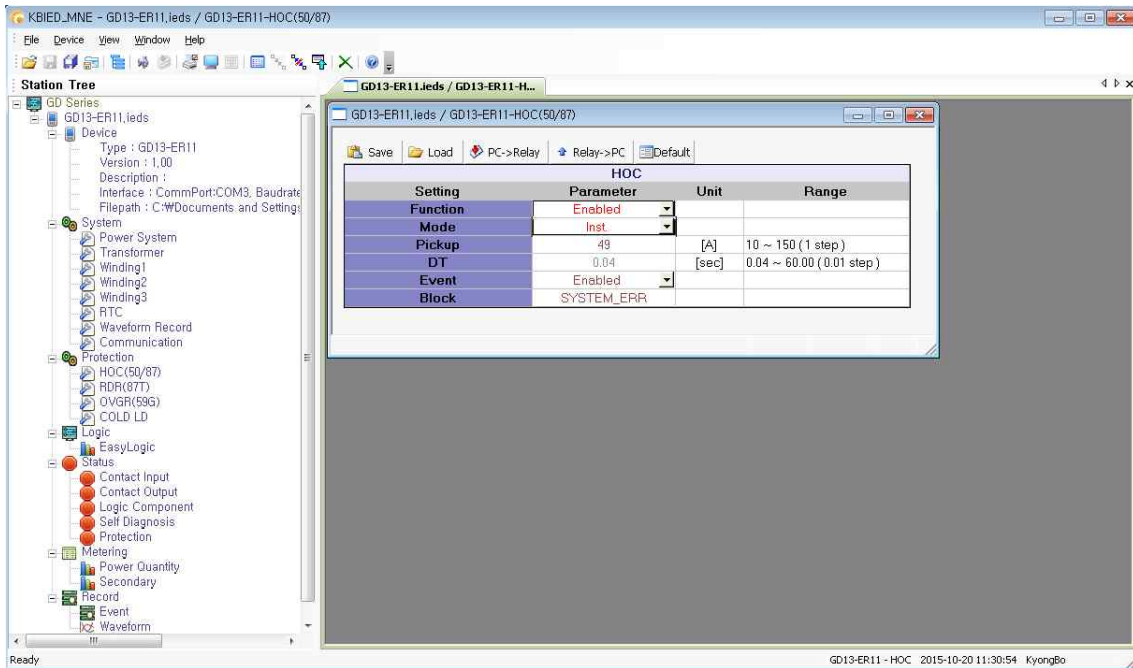 KBIED_MNE - GD13-ER11,ieds / GD13-ER11-HOC(50/87)
File Device View Window Help
Station Tree
GD Series
GD13-ER11,ieds
Device
Type : GD13-ER11
Version : 1,00
Description :
Interface : CommPort:COM3, Baudrate
Filepath : C:₩Documents and Settings
System
Power System
Transformer
Winding1
Winding2
Winding3
RTC
Waveform Record
Communication
Protection
HOC(50/87)
RDR(87T)
OVGR(59G)
COLD LD
Logic
EasyLogic
Status
Contact Input
Contact Output
Logic Component
Self Diagnosis
Protection
Metering
Power Quantity
Secondary
Record
Event
Waveform
GD13-ER11.ieds / GD13-ER11-H...
GD13-ER11,ieds / GD13-ER11-HOC(50/87)
Save Load PC->Relay Relay->PC Default
HOC
Setting Parameter Unit Range
Function Enabled
Mode Inst.
Pickup 49 [A] 10 ~ 150 ( 1 step )
DT 0.04 [sec] 0.04 ~ 60.00 ( 0.01 step )
Event Enabled
Block SYSTEM_ERR
Ready
GD13-ER11 - HOC 2015-10-20 11:30:54 KyongBo